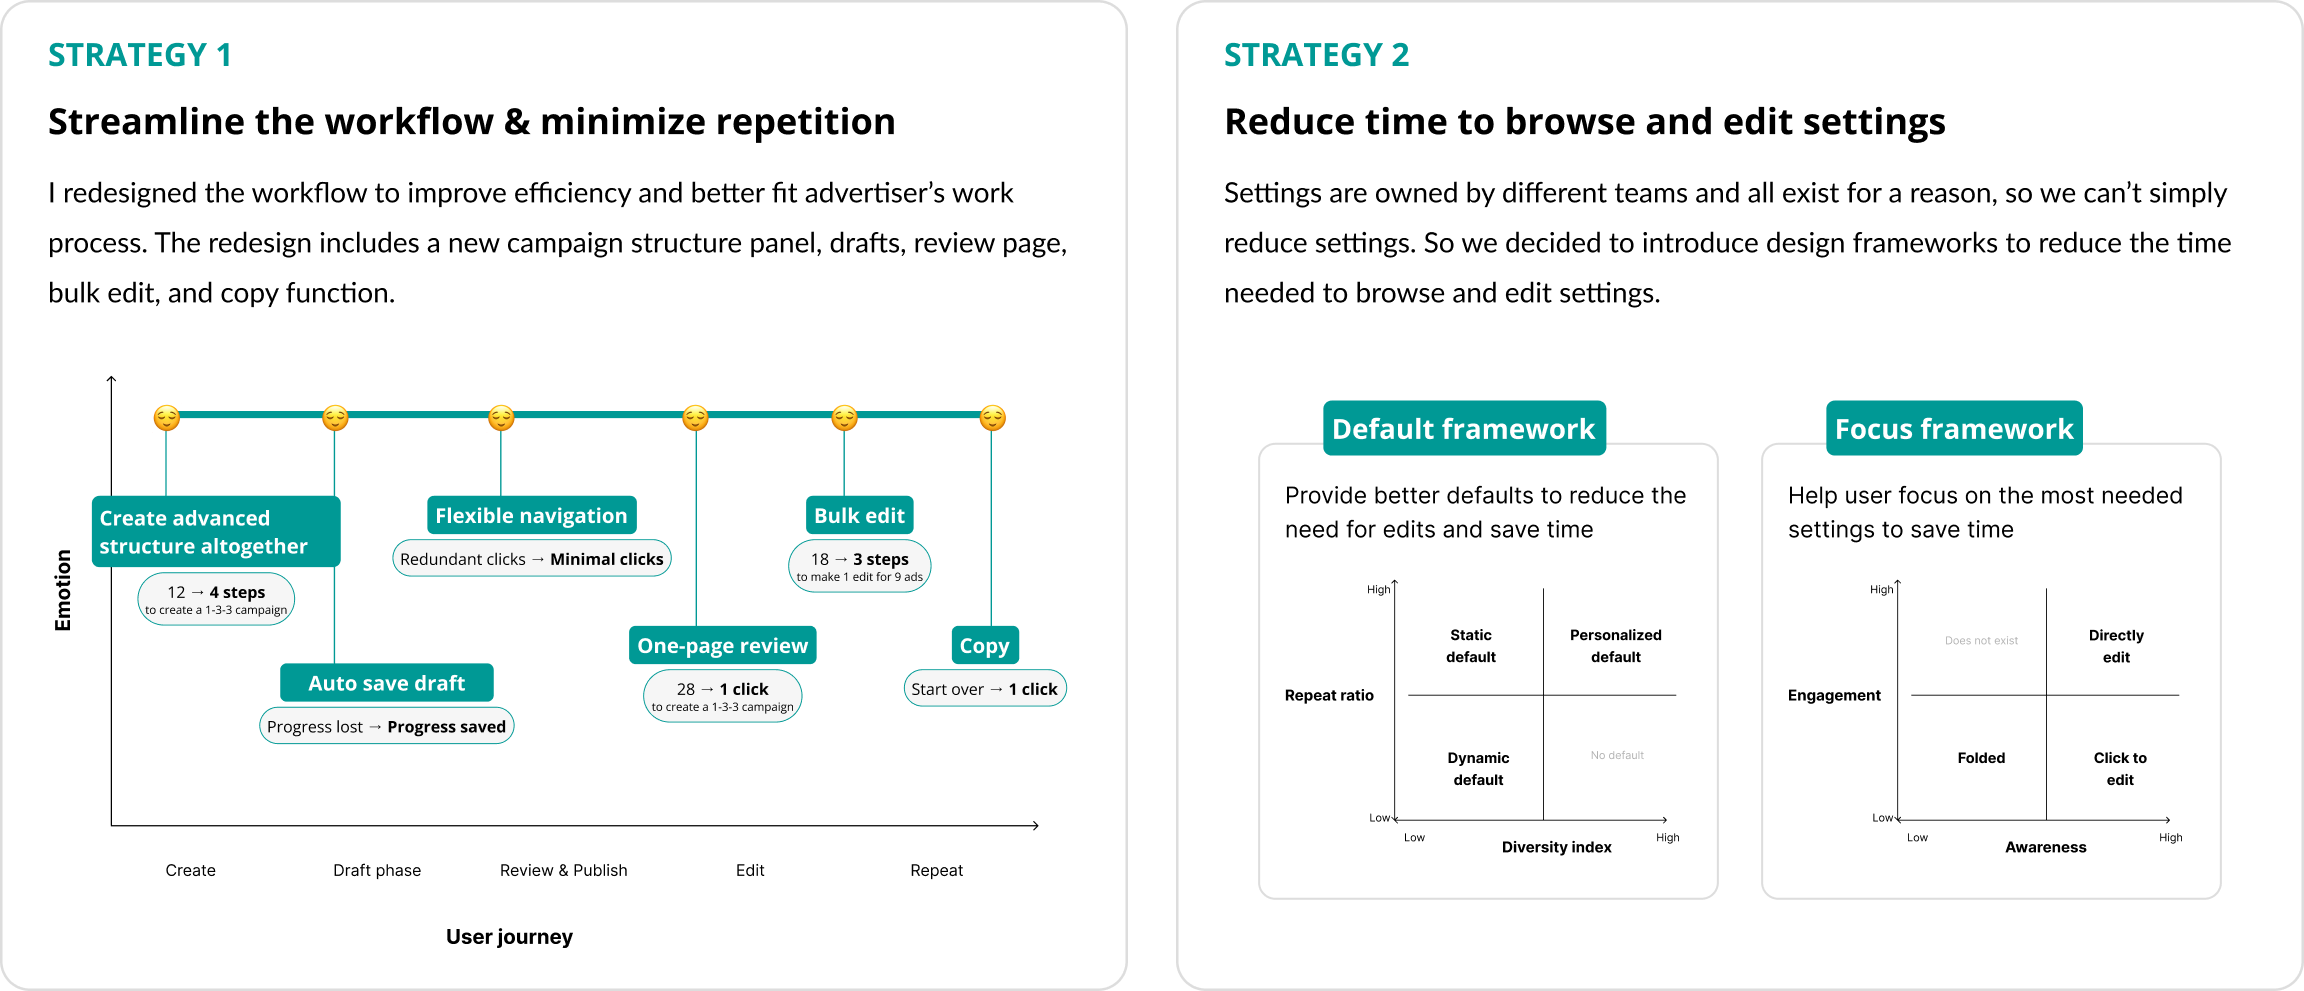 STRATEGY 1
Streamline the workflow & minimize repetition
I redesigned the workflow to improve efficiency and better fit advertiser’s work
process. The redesign includes a new campaign structure panel, drafts, review page,
bulk edit, and copy function.
Emotion
Create advanced
structure altogether
12 → 4 steps
to create a 1-3-3 campaign
Auto save draft
Progress lost → Progress saved
Flexible navigation
Redundant clicks → Minimal clicks
One-page review
28 → 1 click
to create a 1-3-3 campaign
Bulk edit
18 → 3 steps
to make 1 edit for 9 ads
Copy
Start over → 1 click
Create
Draft phase
Review & Publish
Edit
Repeat
User journey
STRATEGY 2
Reduce time to browse and edit settings
Settings are owned by different teams and all exist for a reason, so we can’t simply
reduce settings. So we decided to introduce design frameworks to reduce the time
needed to browse and edit settings.
Default framework
Provide better defaults to reduce the
need for edits and save time
High
Static
default
Personalized
default
Repeat ratio
Dynamic
default
No default
Low
Low
High
Diversity index
Focus framework
Help user focus on the most needed
settings to save time
High
Does not exist
Directly
edit
Engagement
Folded
Click to
edit
Low
Low
High
Awareness